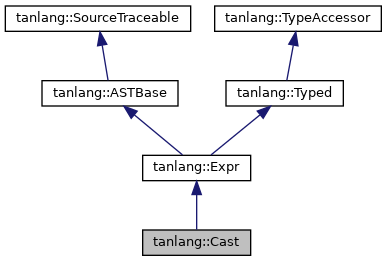 tanlang::SourceTraceable
tanlang::TypeAccessor
tanlang::ASTBase
tanlang::Typed
tanlang::Expr
tanlang::Cast